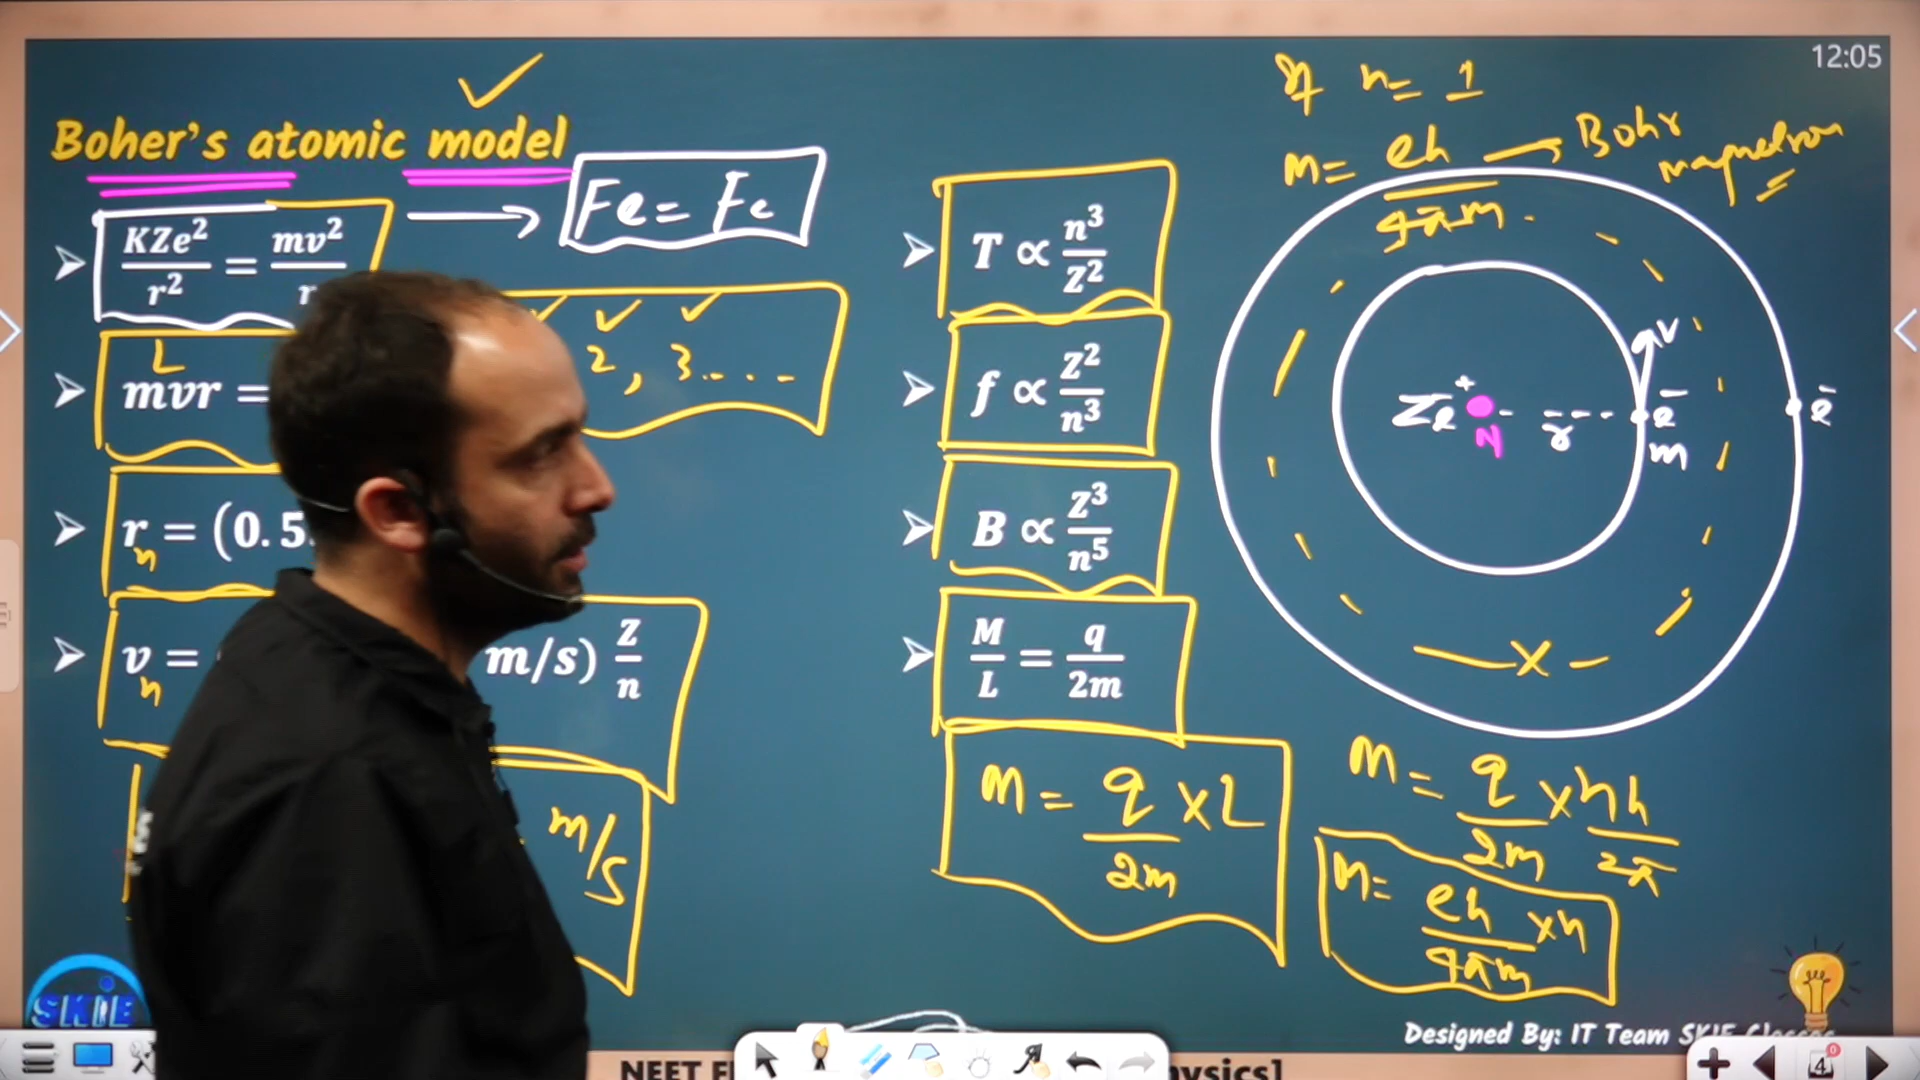 12:05
Boher's atomic model
Fe = Fc
KZe²/r² = mv²/r
L
mvr =
2, 3....
rₙ = (0.5
vₙ = m/s) Z/n
m/s
T ∝ n³/Z²
f ∝ Z²/n³
B ∝ Z³/n⁵
M/L = q/2m
M = q/2m × L
If n = 1
M = eh/4πm → Bohr magnetron
v
Ze⁺ N r e⁻ m
e⁻
M = q/2m × nh/2π
M = eh/4πm × n
SKIE
Designed By: IT Team SKIE Classes
4
NEET